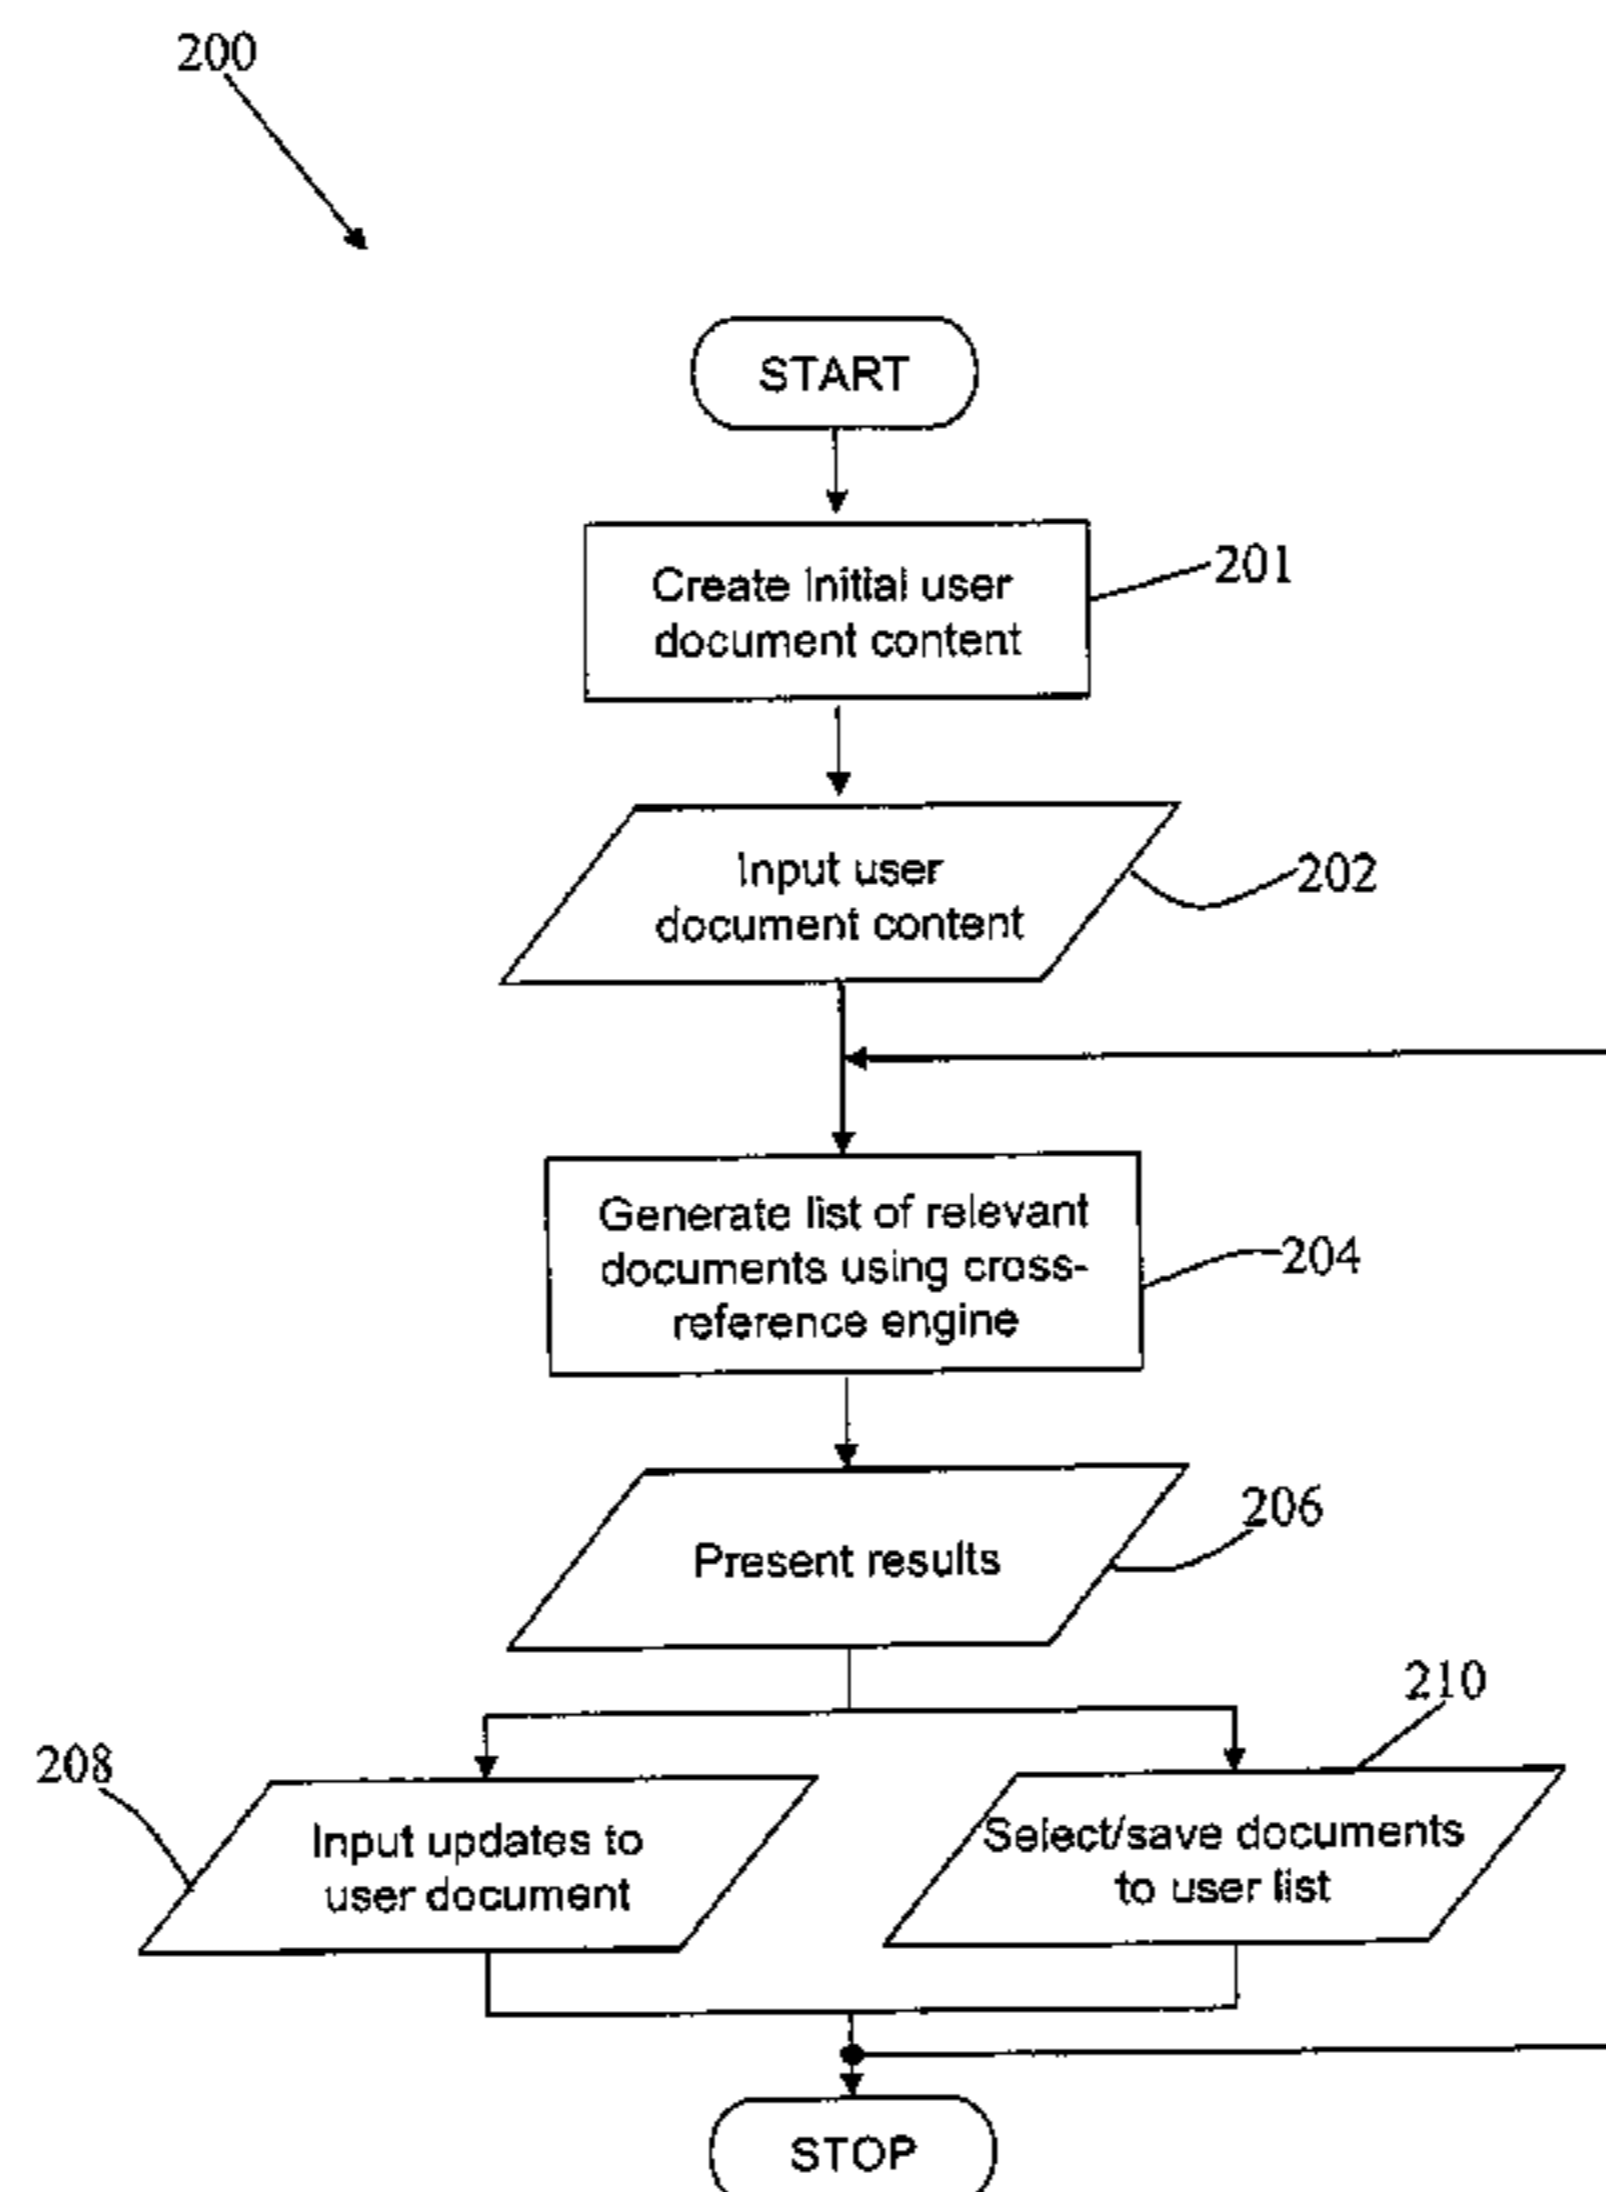 200
START
Create initial user
document content
201
Input user
document content
202
Generate list of relevant
documents using cross-
reference engine
204
Present results
206
208
Input updates to
user document
210
Select/save documents
to user list
STOP